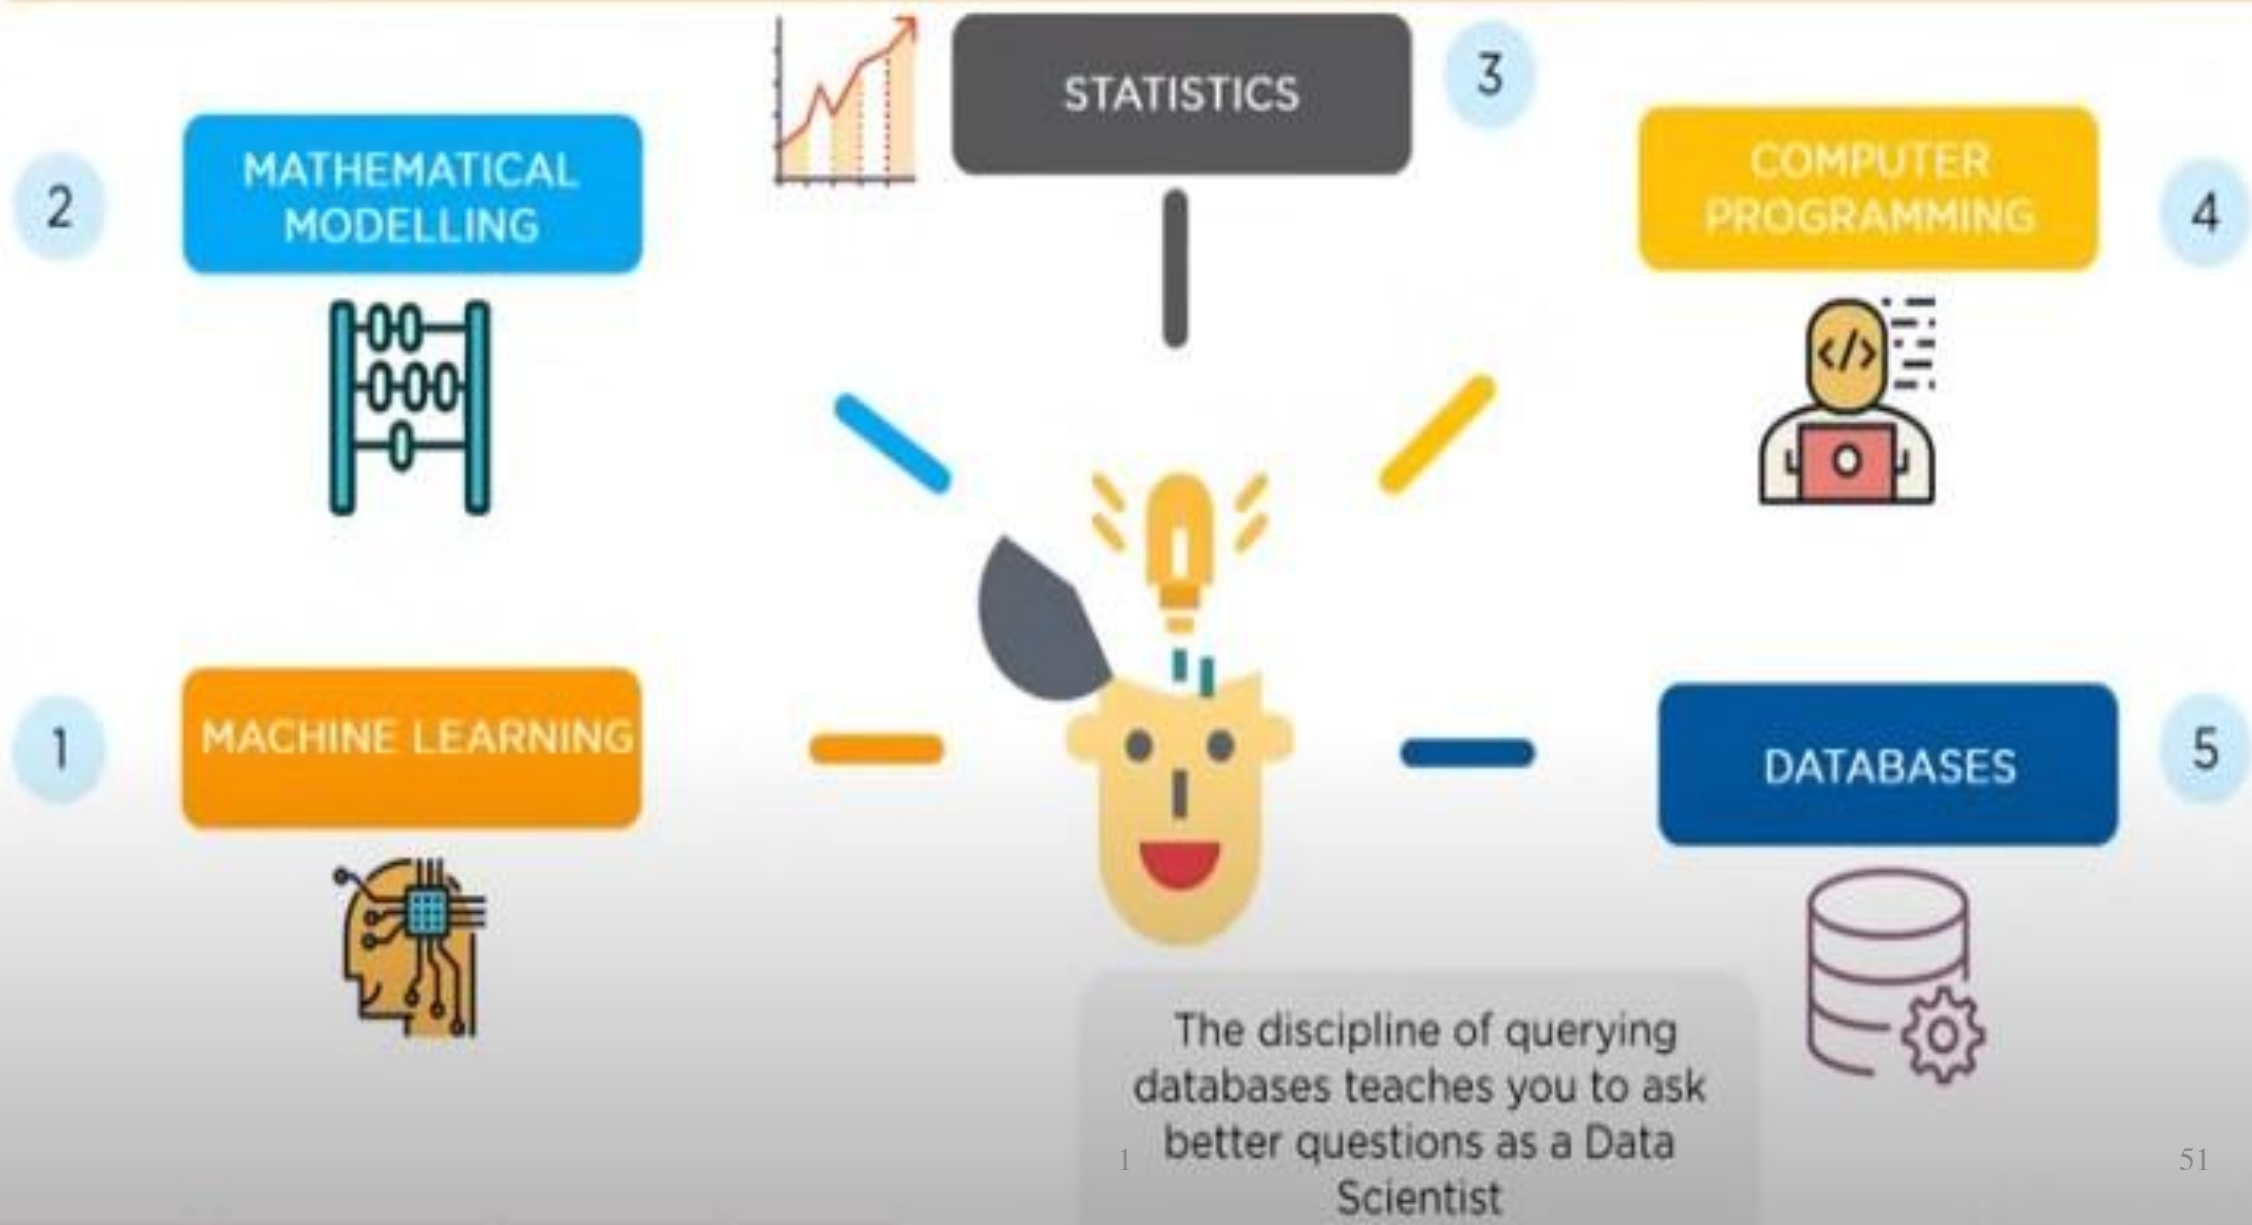 STATISTICS
3
2
MATHEMATICAL
MODELLING
COMPUTER
PROGRAMMING
4
</>
1
MACHINE LEARNING
DATABASES
5
The discipline of querying
databases teaches you to ask
better questions as a Data
Scientist
1
51